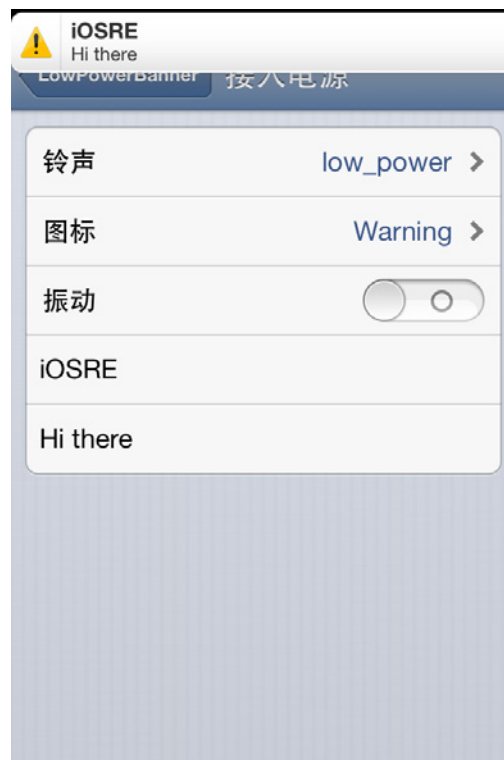 iOSRE
Hi there
LowPowerBanner 接入电源
铃声 low_power
图标 Warning
振动
iOSRE
Hi there